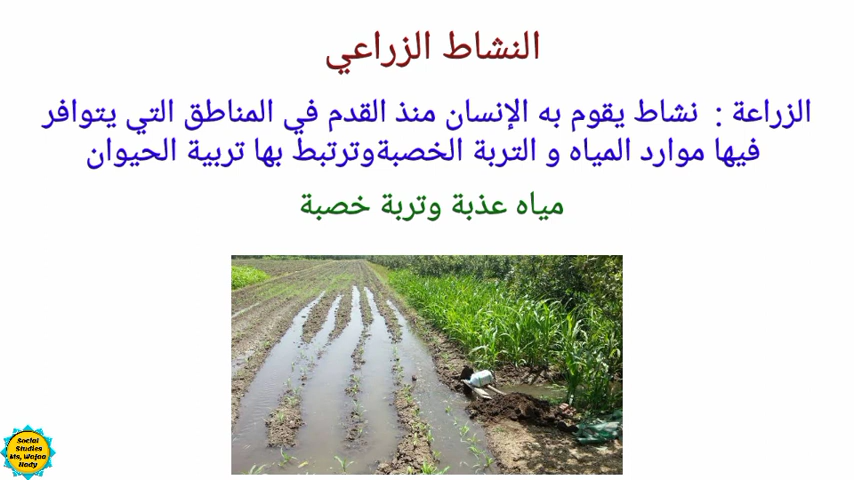 النشاط الزراعي
الزراعة : نشاط يقوم به الإنسان منذ القدم في المناطق التي يتوافر
فيها موارد المياه و التربة الخصبةوترتبط بها تربية الحيوان
مياه عذبة وتربة خصبة
Social
Studies
Ms, Wajaa
Hady